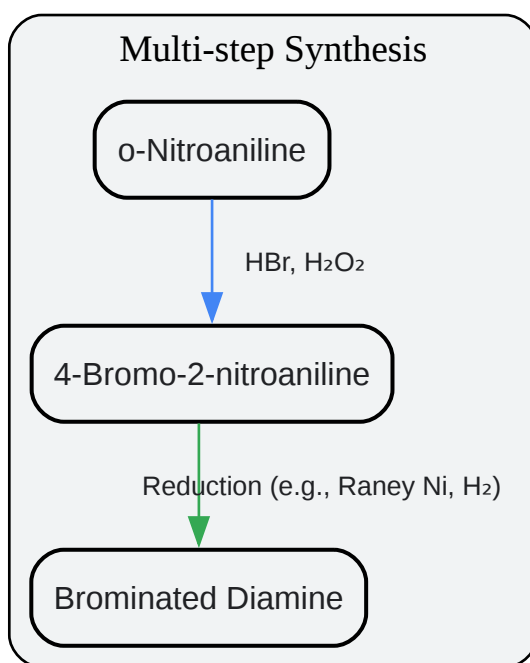 Multi-step Synthesis
o-Nitroaniline
HBr, H₂O₂
4-Bromo-2-nitroaniline
Reduction (e.g., Raney Ni, H₂)
Brominated Diamine